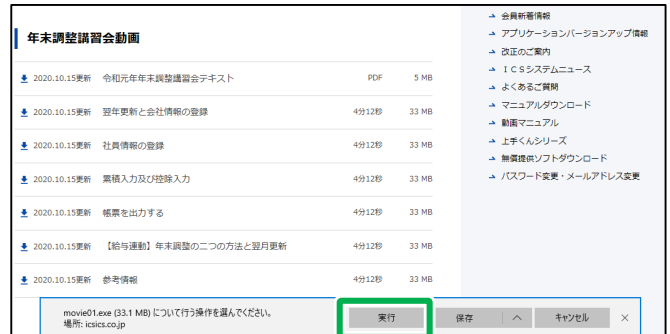 年末調整講習会動画
2020.10.15更新 令和元年年末調整講習会テキスト PDF 5 MB
2020.10.15更新 翌年更新と会社情報の登録 4分12秒 33 MB
2020.10.15更新 社員情報の登録 4分12秒 33 MB
2020.10.15更新 累積入力及び控除入力 4分12秒 33 MB
2020.10.15更新 帳票を出力する 4分12秒 33 MB
2020.10.15更新 【給与連動】年末調整の二つの方法と翌月更新 4分12秒 33 MB
2020.10.15更新 参考情報 4分12秒 33 MB
会員新着情報
アプリケーションバージョンアップ情報
改正のご案内
ICSシステムニュース
よくあるご質問
マニュアルダウンロード
動画マニュアル
上手くんシリーズ
無償提供ソフトダウンロード
パスワード変更・メールアドレス変更
movie01.exe (33.1 MB) について行う操作を選んでください。
場所: icsics.co.jp
実行 保存 キャンセル